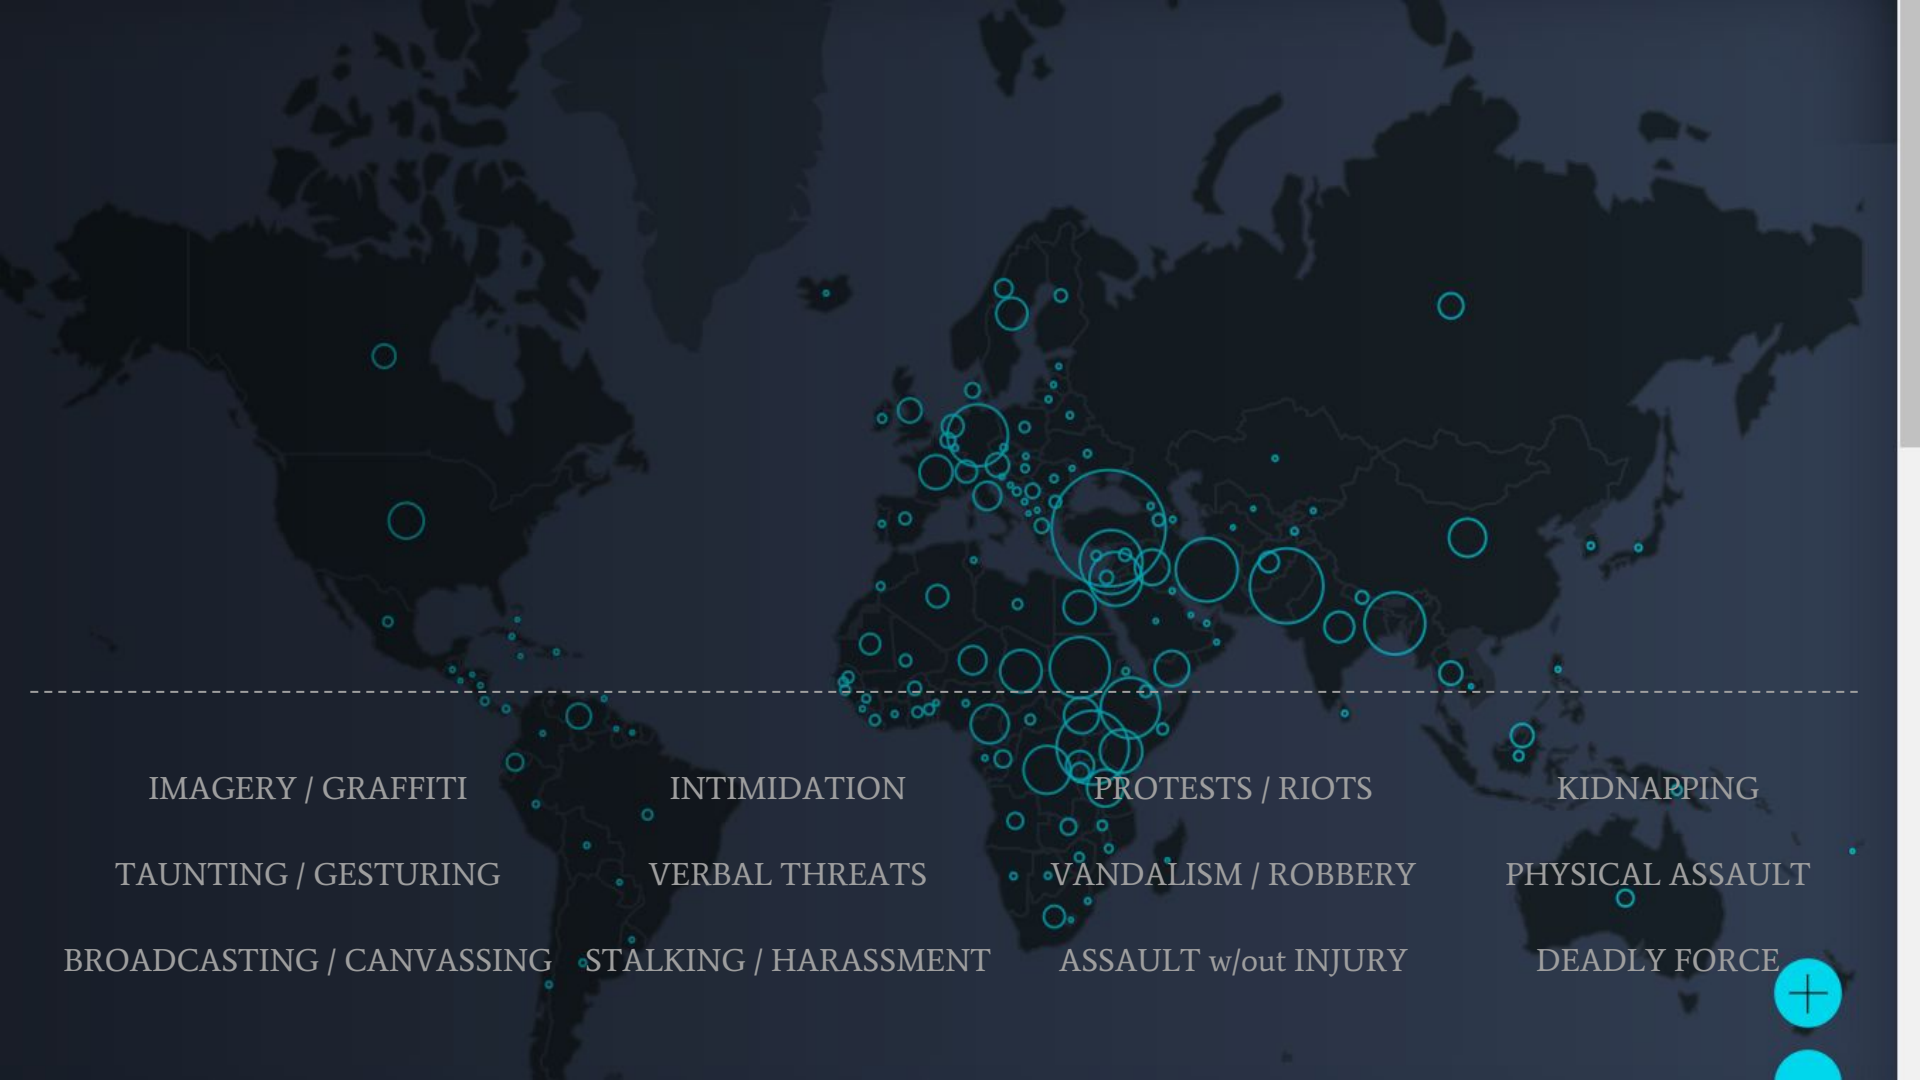 IMAGERY / GRAFFITI
INTIMIDATION
PROTESTS / RIOTS
KIDNAPPING
TAUNTING / GESTURING
VERBAL THREATS
VANDALISM / ROBBERY
PHYSICAL ASSAULT
BROADCASTING / CANVASSING
STALKING / HARASSMENT
ASSAULT w/out INJURY
DEADLY FORCE